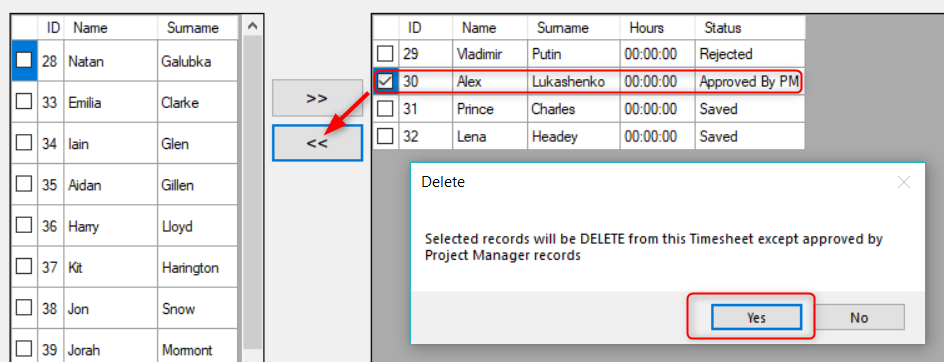 ID Name Surname
28 Natan Galubka
33 Emilia Clarke
34 Iain Glen
35 Aidan Gillen
36 Harry Lloyd
37 Kit Harington
38 Jon Snow
39 Jorah Mormont
>>
<<
ID Name Surname Hours Status
29 Vladimir Putin 00:00:00 Rejected
30 Alex Lukashenko 00:00:00 Approved By PM
31 Prince Charles 00:00:00 Saved
32 Lena Headey 00:00:00 Saved
Delete
Selected records will be DELETE from this Timesheet except approved by
Project Manager records
Yes No